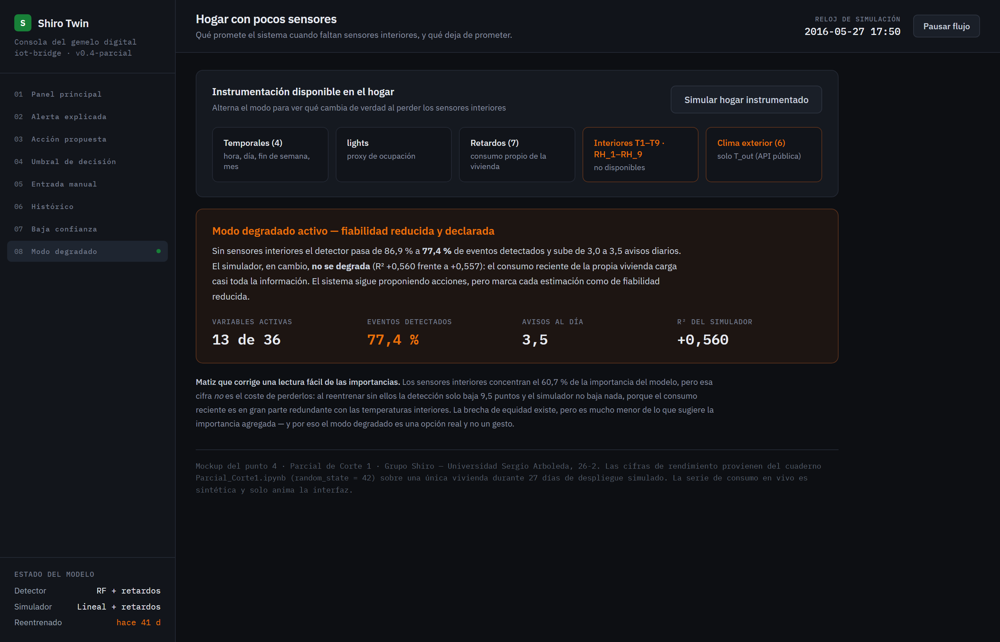 S
Shiro Twin
Consola del gemelo digital
iot-bridge · v0.4-parcial
01 Panel principal
02 Alerta explicada
03 Acción propuesta
04 Umbral de decisión
05 Entrada manual
06 Histórico
07 Baja confianza
08 Modo degradado
ESTADO DEL MODELO
Detector RF + retardos
Simulador Lineal + retardos
Reentrenado hace 41 d
Hogar con pocos sensores
Qué promete el sistema cuando faltan sensores interiores, y qué deja de prometer.
RELOJ DE SIMULACIÓN
2016-05-27 17:50
Pausar flujo
Instrumentación disponible en el hogar
Alterna el modo para ver qué cambia de verdad al perder los sensores interiores
Simular hogar instrumentado
Temporales (4)
hora, día, fin de semana,
mes
lights
proxy de ocupación
Retardos (7)
consumo propio de la
vivienda
Interiores T1–T9 ·
RH_1–RH_9
no disponibles
Clima exterior (6)
solo T_out (API pública)
Modo degradado activo — fiabilidad reducida y declarada
Sin sensores interiores el detector pasa de 86,9 % a 77,4 % de eventos detectados y sube de 3,0 a 3,5 avisos diarios.
El simulador, en cambio, no se degrada (R² +0,560 frente a +0,557): el consumo reciente de la propia vivienda carga
casi toda la información. El sistema sigue proponiendo acciones, pero marca cada estimación como de fiabilidad
reducida.
VARIABLES ACTIVAS
13 de 36
EVENTOS DETECTADOS
77,4 %
AVISOS AL DÍA
3,5
R² DEL SIMULADOR
+0,560
Matiz que corrige una lectura fácil de las importancias. Los sensores interiores concentran el 60,7 % de la importancia del modelo, pero esa
cifra no es el coste de perderlos: al reentrenar sin ellos la detección solo baja 9,5 puntos y el simulador no baja nada, porque el consumo
reciente es en gran parte redundante con las temperaturas interiores. La brecha de equidad existe, pero es mucho menor de lo que sugiere la
importancia agregada — y por eso el modo degradado es una opción real y no un gesto.
Mockup del punto 4 · Parcial de Corte 1 · Grupo Shiro — Universidad Sergio Arboleda, 26-2. Las cifras de rendimiento provienen del cuaderno
Parcial_Corte1.ipynb (random_state = 42) sobre una única vivienda durante 27 días de despliegue simulado. La serie de consumo en vivo es
sintética y solo anima la interfaz.